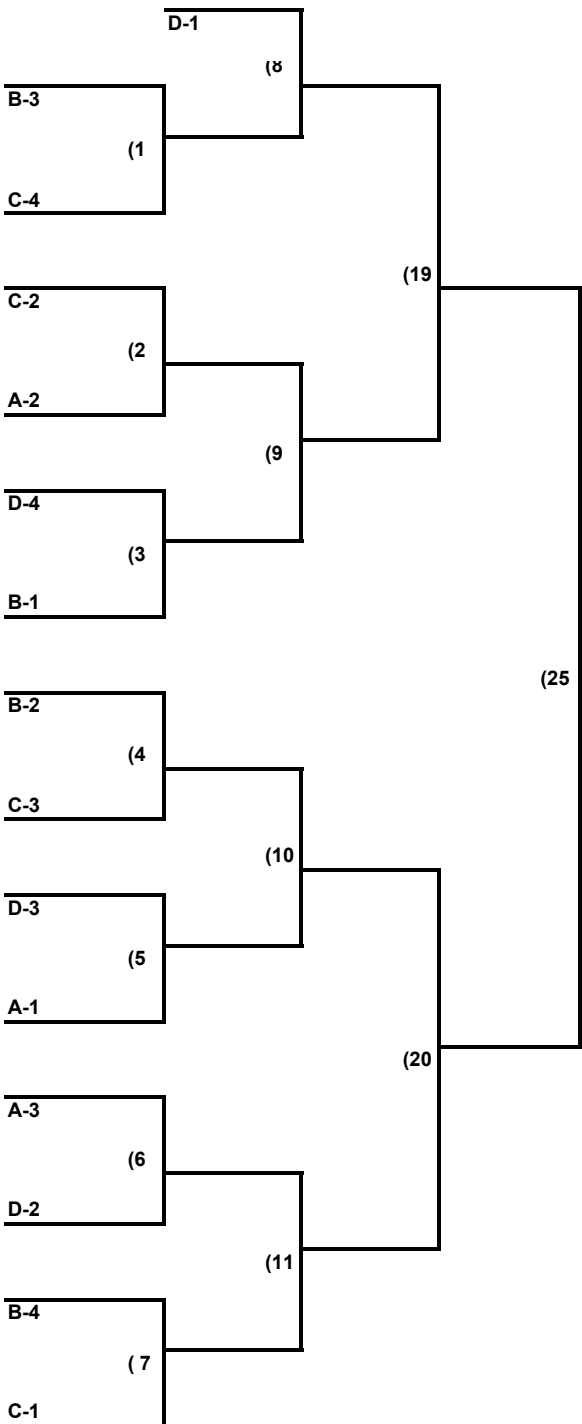 D-1
(8
B-3
(1
C-4
(19
C-2
(2
A-2
(9
D-4
(3
B-1
(25
B-2
(4
C-3
(10
D-3
(5
A-1
(20
A-3
(6
D-2
(11
B-4
( 7
C-1